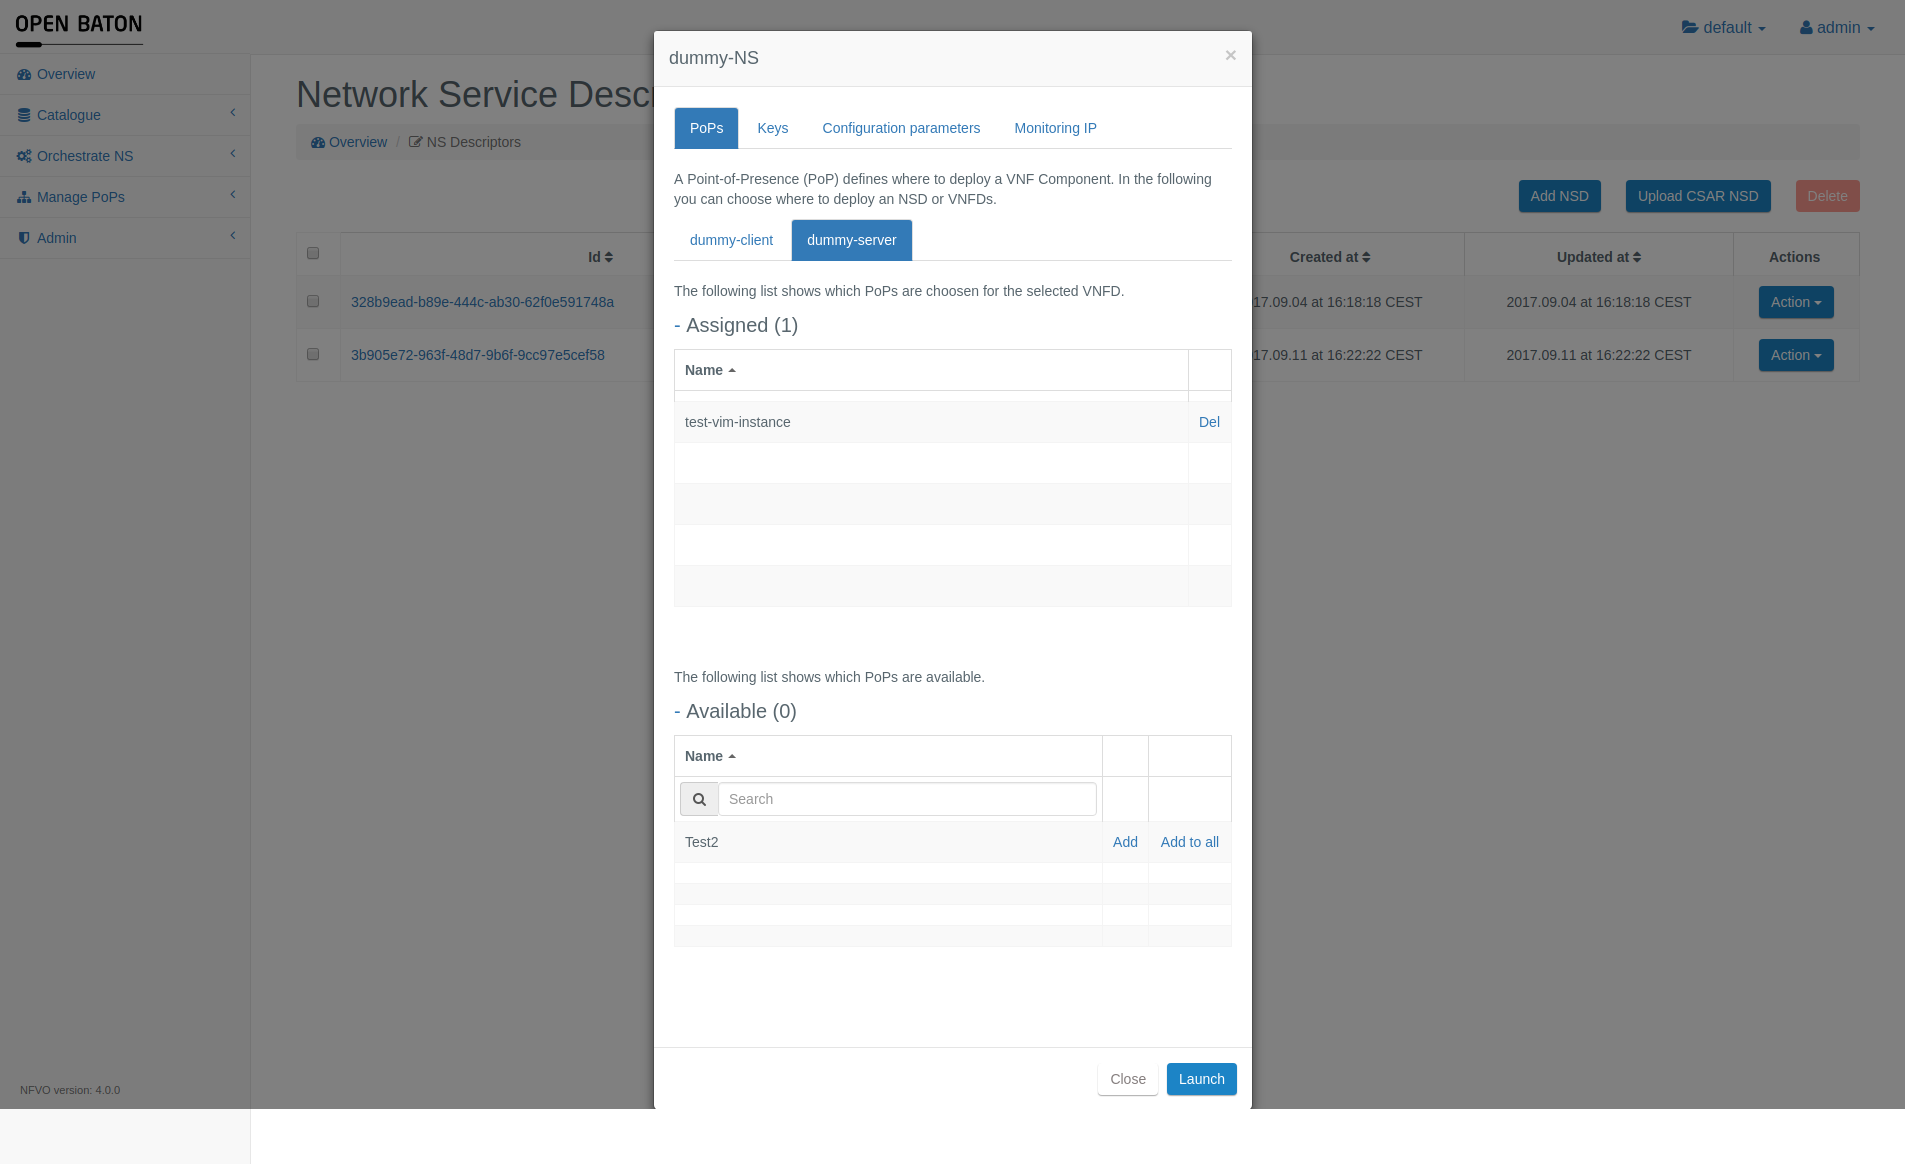 OPEN BATON
default
admin
Overview
Catalogue
Orchestrate NS
Manage PoPs
Admin
NFVO version: 4.0.0
Network Service Desc
Overview / NS Descriptors
Add NSD Upload CSAR NSD Delete
Id Created at Updated at Actions
328b9ead-b89e-444c-ab30-62f0e591748a 17.09.04 at 16:18:18 CEST 2017.09.04 at 16:18:18 CEST Action
3b905e72-963f-48d7-9b6f-9cc97e5cef58 17.09.11 at 16:22:22 CEST 2017.09.11 at 16:22:22 CEST Action
dummy-NS ×
PoPs Keys Configuration parameters Monitoring IP
A Point-of-Presence (PoP) defines where to deploy a VNF Component. In the following
you can choose where to deploy an NSD or VNFDs.
dummy-client dummy-server
The following list shows which PoPs are choosen for the selected VNFD.
- Assigned (1)
Name
test-vim-instance Del
The following list shows which PoPs are available.
- Available (0)
Name
Search
Test2 Add Add to all
Close Launch